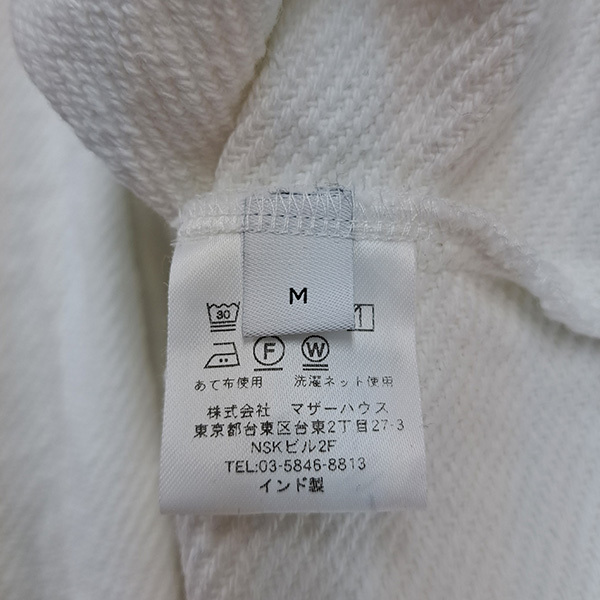 M
30
F W
あて布使用 洗濯ネット使用
株式会社 マザーハウス
東京都台東区台東2丁目27-3
NSKビル2F
TEL:03-5846-8813
インド製